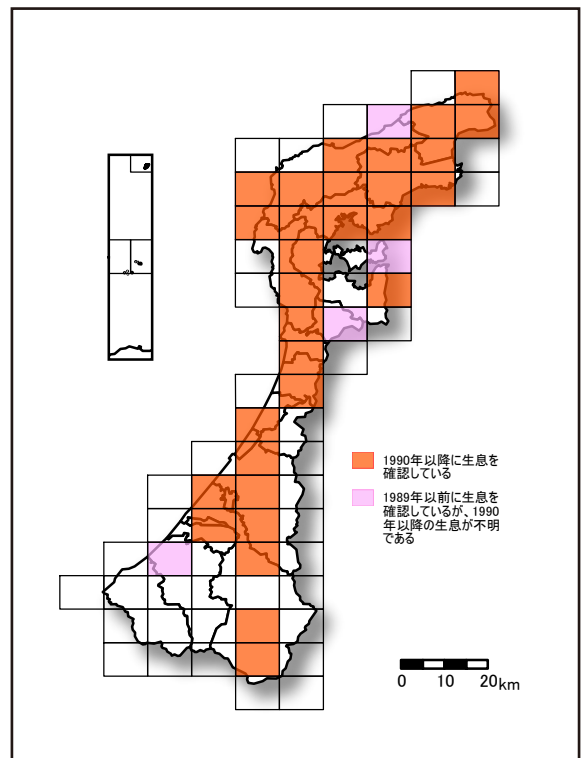 1990年以降に生息を
確認している
1989年以前に生息を
確認しているが、1990
年以降の生息が不明
である
0 10 20km